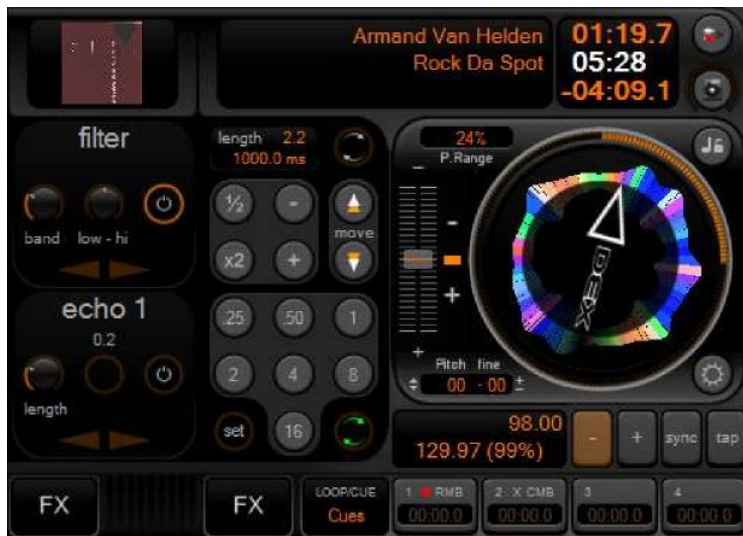 Armand Van Helden
Rock Da Spot
01:19.7
05:28
-04:09.1
filter
band low - hi
length 2.2
1000.0 ms
½ -
move
x2 +
24%
P.Range
-
-
+
+
DEX
Pitch fine
00 - 00 ±
echo 1
0.2
length
.25 .50 1
2 4 8
set 16
98.00
129.97 (99%)
- + sync tap
FX
FX
LOOP/CUE
Cues
1 RMB
00:00.0
2 X CMB
00:00.0
3
00:00.0
4
00:00.0